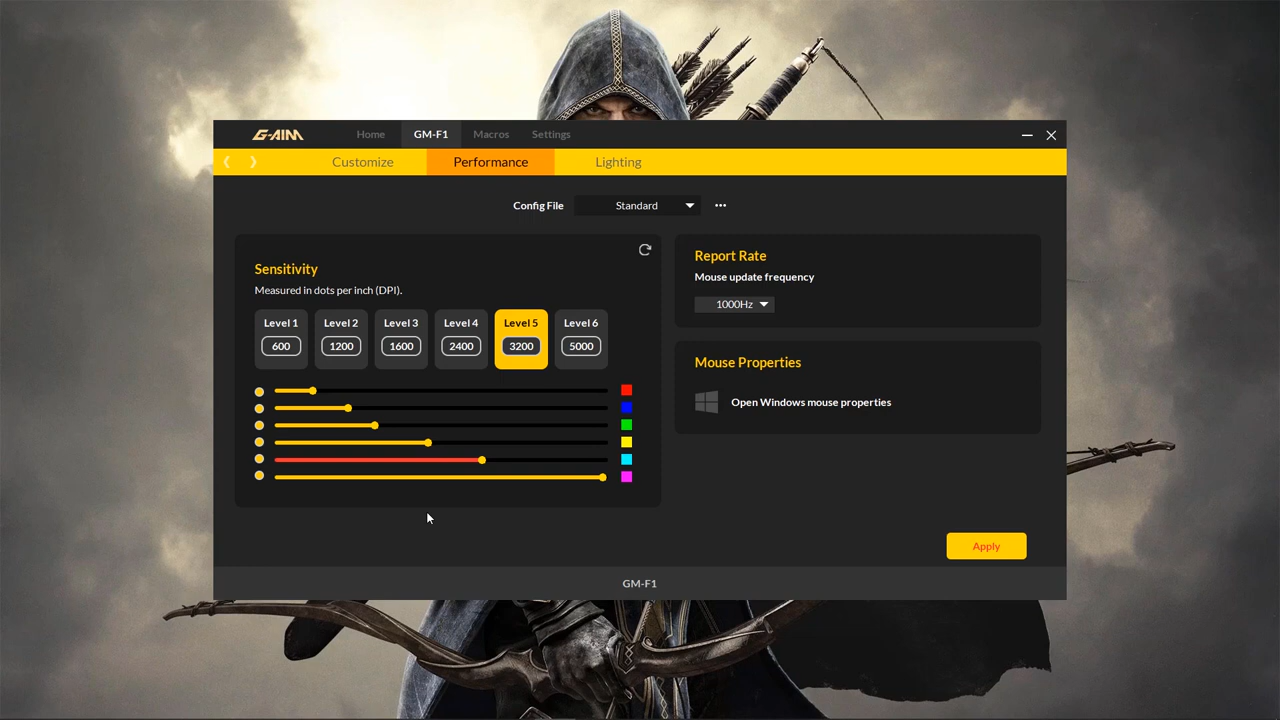 G-AIM Home GM-F1 Macros Settings
Customize Performance Lighting
Config File Standard
Sensitivity
Measured in dots per inch (DPI).
Level 1 Level 2 Level 3 Level 4 Level 5 Level 6
600 1200 1600 2400 3200 5000
Report Rate
Mouse update frequency
1000Hz
Mouse Properties
Open Windows mouse properties
Apply
GM-F1